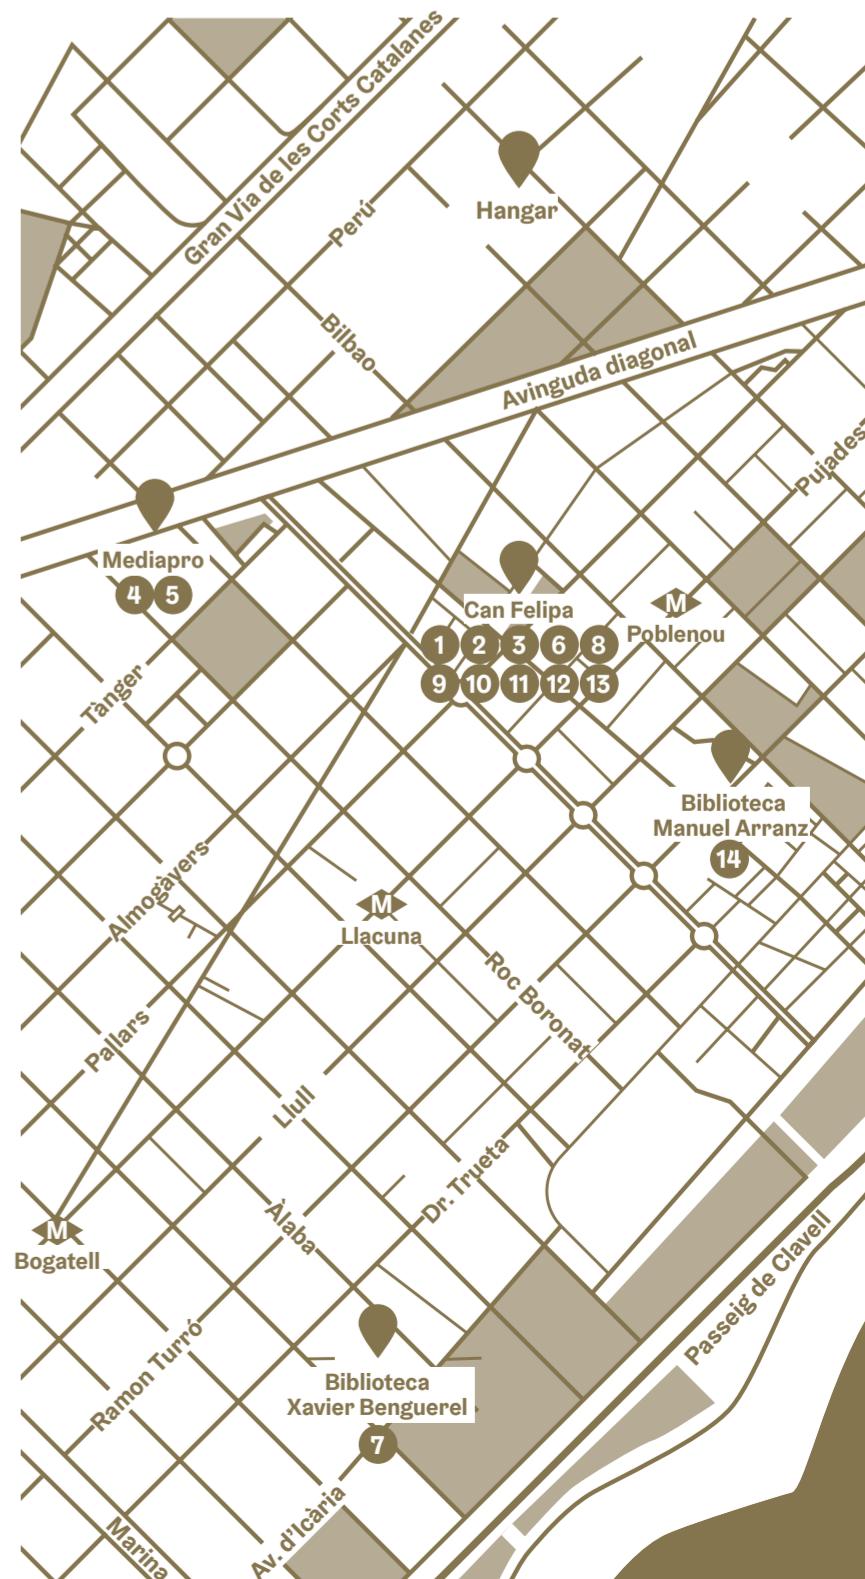 Gran Via de les Corts Catalanes
Perú
Hangar
Bilbao
Avinguda diagonal
Pujades
Mediapro
4 5
Can Felipa
1 2 3 6 8
9 10 11 12 13
M
Poblenou
Tànger
Biblioteca
Manuel Arranz
14
Almogàvers
M
Llacuna
Roc Boronat
Pallars
Llull
Dr. Trueta
Àlaba
M
Bogatell
Passeig de Clavell
Ramon Turró
Biblioteca
Xavier Benguerel
7
Av. d'Icària
Marina